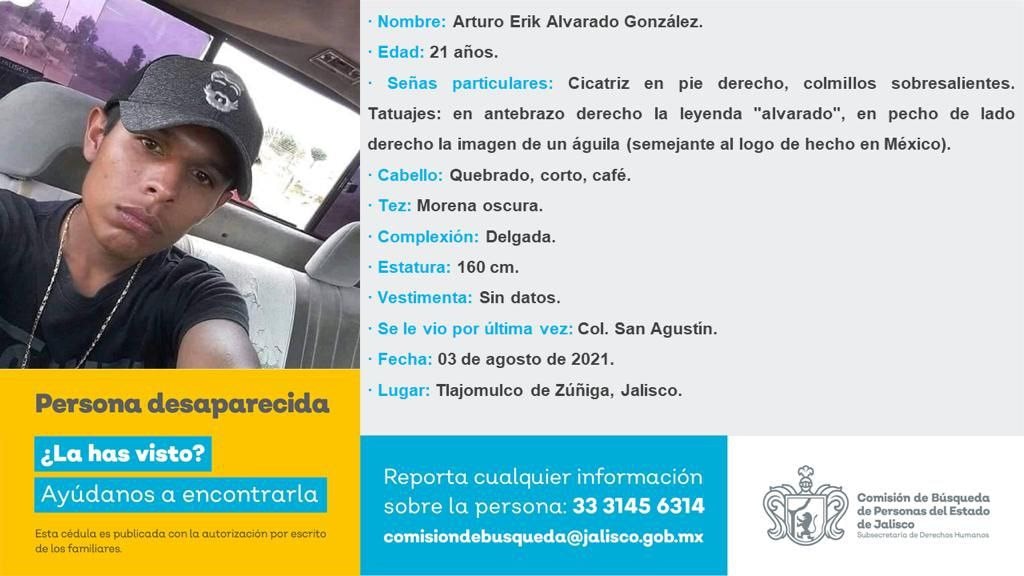 · Nombre: Arturo Erik Alvarado González.
· Edad: 21 años.
· Señas particulares: Cicatriz en pie derecho, colmillos sobresalientes.
Tatuajes: en antebrazo derecho la leyenda "alvarado", en pecho de lado
derecho la imagen de un águila (semejante al logo de hecho en México).
· Cabello: Quebrado, corto, café.
· Tez: Morena oscura.
· Complexión: Delgada.
· Estatura: 160 cm.
· Vestimenta: Sin datos.
· Se le vio por última vez: Col. San Agustín.
· Fecha: 03 de agosto de 2021.
· Lugar: Tlajomulco de Zúñiga, Jalisco.
Persona desaparecida
¿La has visto?
Ayúdanos a encontrarla
Esta cédula es publicada con la autorización por escrito
de los familiares.
Reporta cualquier información
sobre la persona: 33 3145 6314
comisiondebusqueda@jalisco.gob.mx
Comisión de Búsqueda
de Personas del Estado
de Jalisco
Subsecretaría de Derechos Humanos